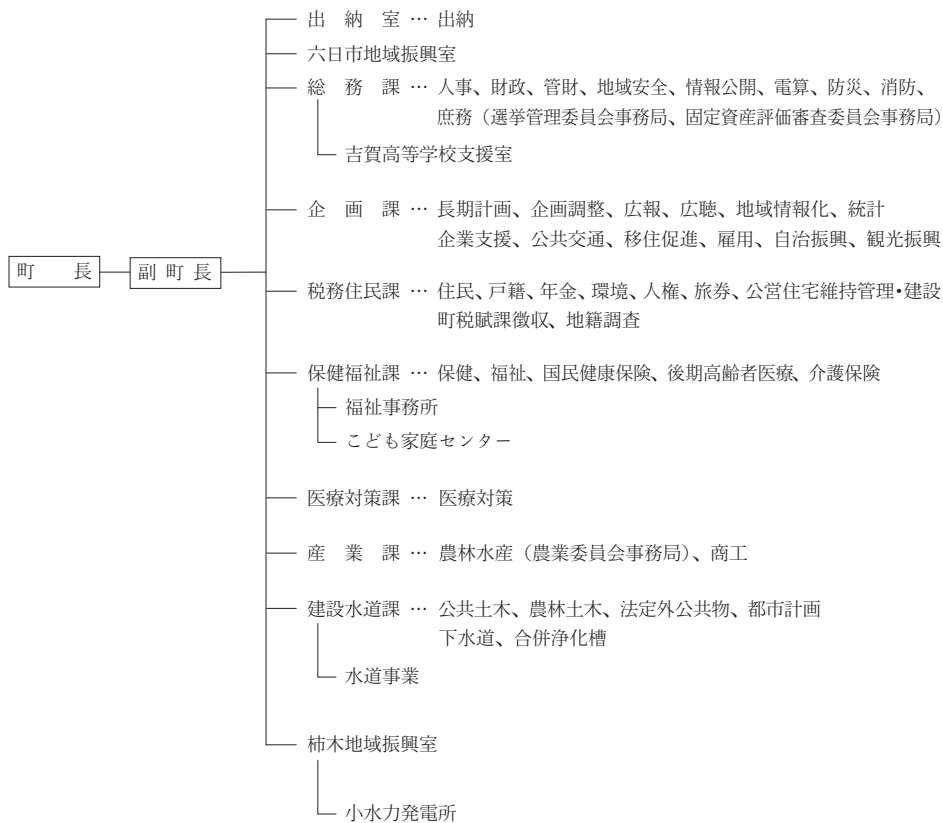 出納室 … 出納
六日市地域振興室
総務課 … 人事、財政、管財、地域安全、情報公開、電算、防災、消防、
庶務（選挙管理委員会事務局、固定資産評価審査委員会事務局）
吉賀高等学校支援室
企画課 … 長期計画、企画調整、広報、広聴、地域情報化、統計
企業支援、公共交通、移住促進、雇用、自治振興、観光振興
町長 副町長
税務住民課 … 住民、戸籍、年金、環境、人権、旅券、公営住宅維持管理・建設
町税賦課徴収、地籍調査
保健福祉課 … 保健、福祉、国民健康保険、後期高齢者医療、介護保険
福祉事務所
こども家庭センター
医療対策課 … 医療対策
産業課 … 農林水産（農業委員会事務局）、商工
建設水道課 … 公共土木、農林土木、法定外公共物、都市計画
下水道、合併浄化槽
水道事業
柿木地域振興室
小水力発電所